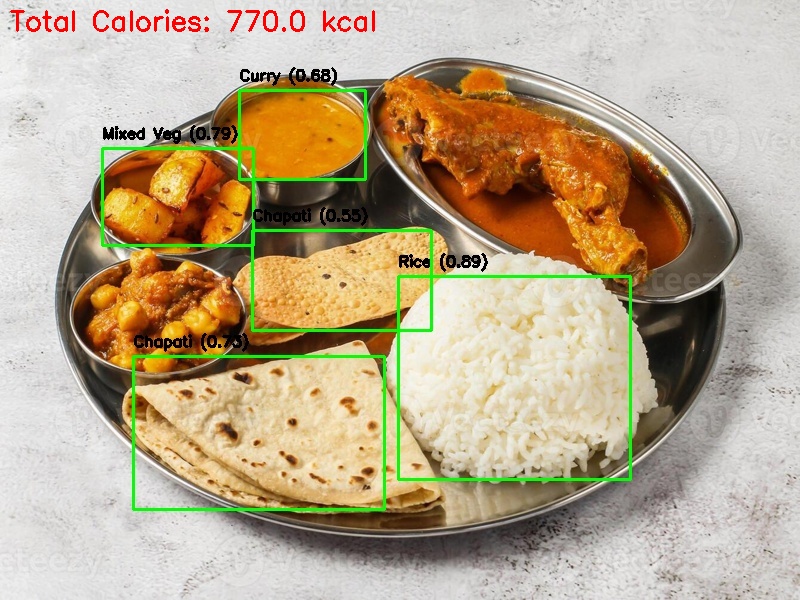 Total Calories: 770.0 kcal
Curry (0.68)
Mixed Veg (0.79)
Chapati (0.55)
Rice (0.89)
Chapati (0.73)